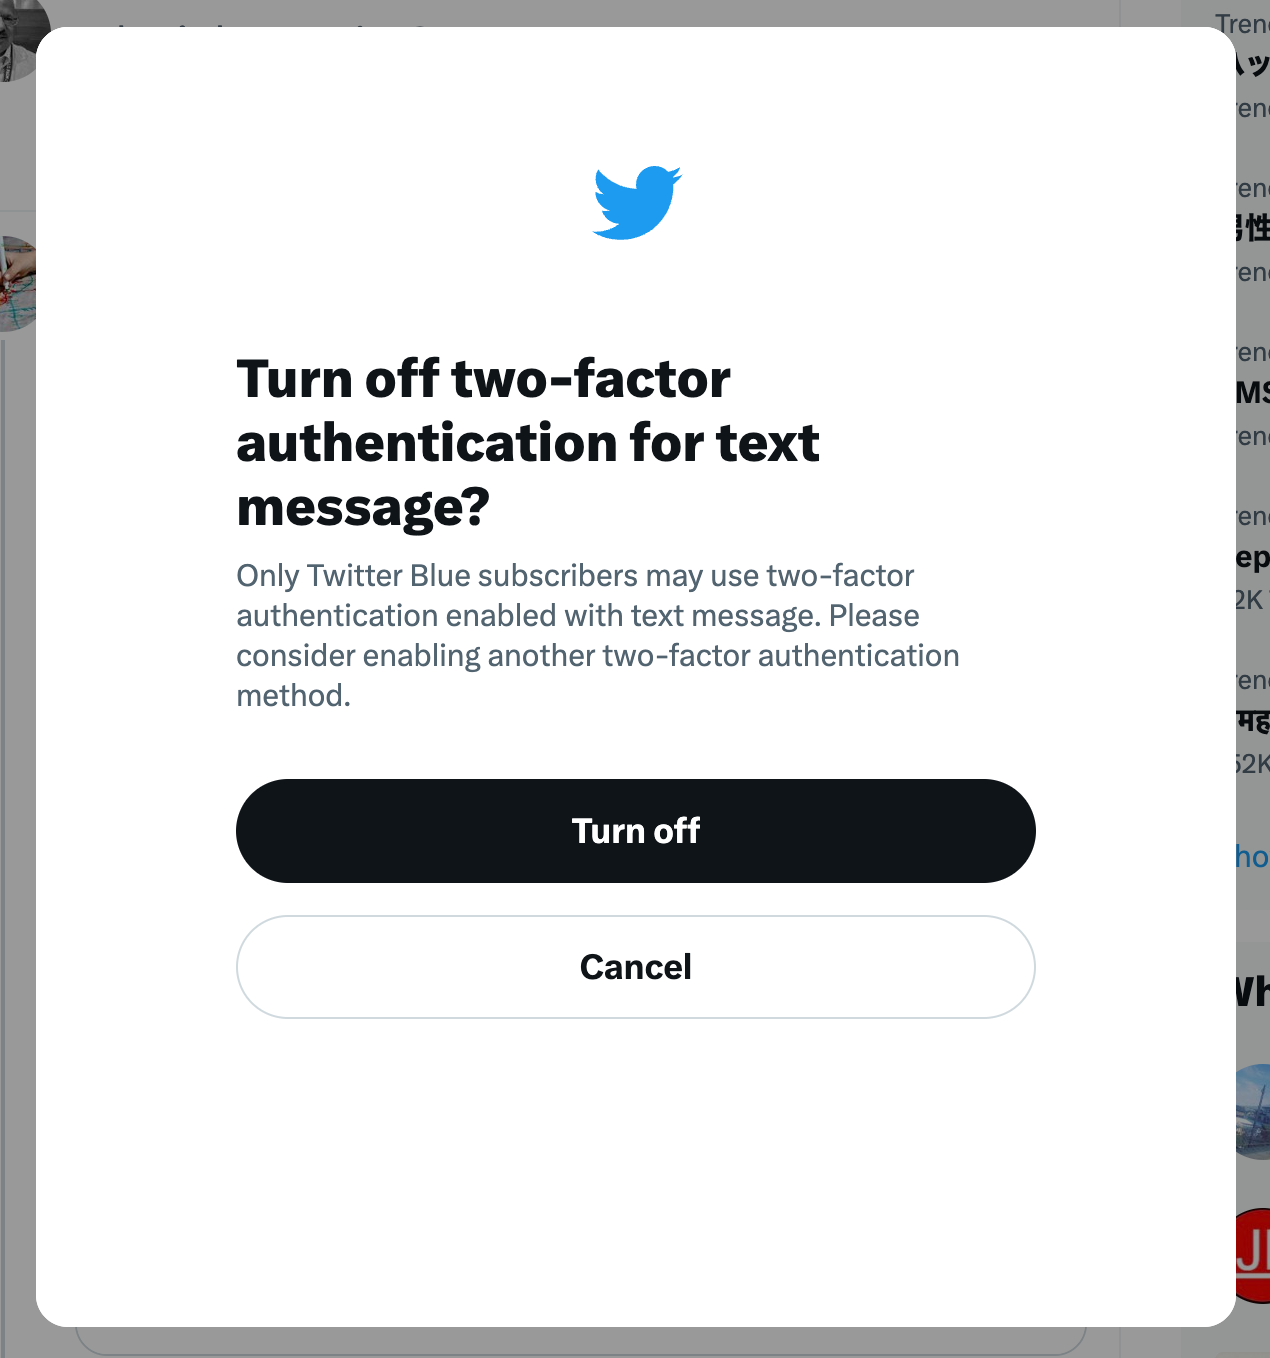 Turn off two-factor
authentication for text
message?
Only Twitter Blue subscribers may use two-factor
authentication enabled with text message. Please
consider enabling another two-factor authentication
method.
Turn off
Cancel